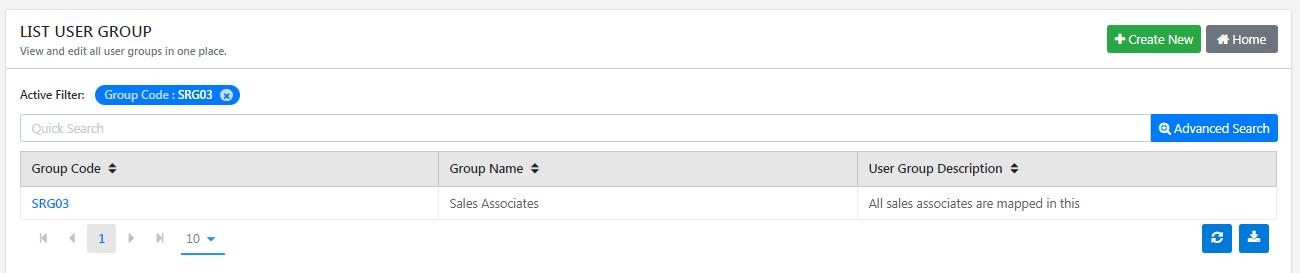 LIST USER GROUP
View and edit all user groups in one place.
Create New
Home
Active Filter:
Group Code : SRG03
Quick Search
Advanced Search
Group Code
Group Name
User Group Description
SRG03
Sales Associates
All sales associates are mapped in this
1
10